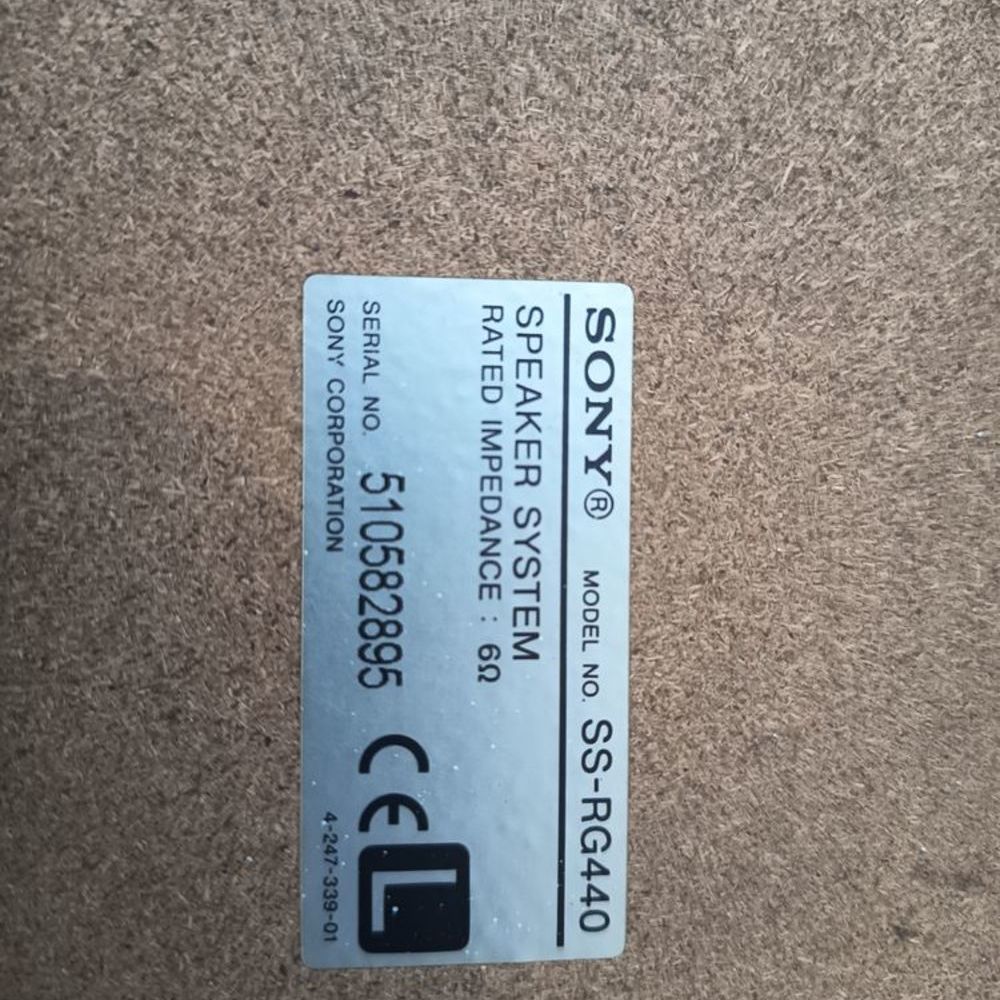 SONY® MODEL NO. SS-RG440
SPEAKER SYSTEM
RATED IMPEDANCE : 6Ω
SERIAL NO. 510582895 CE L
SONY CORPORATION 4-247-339-01